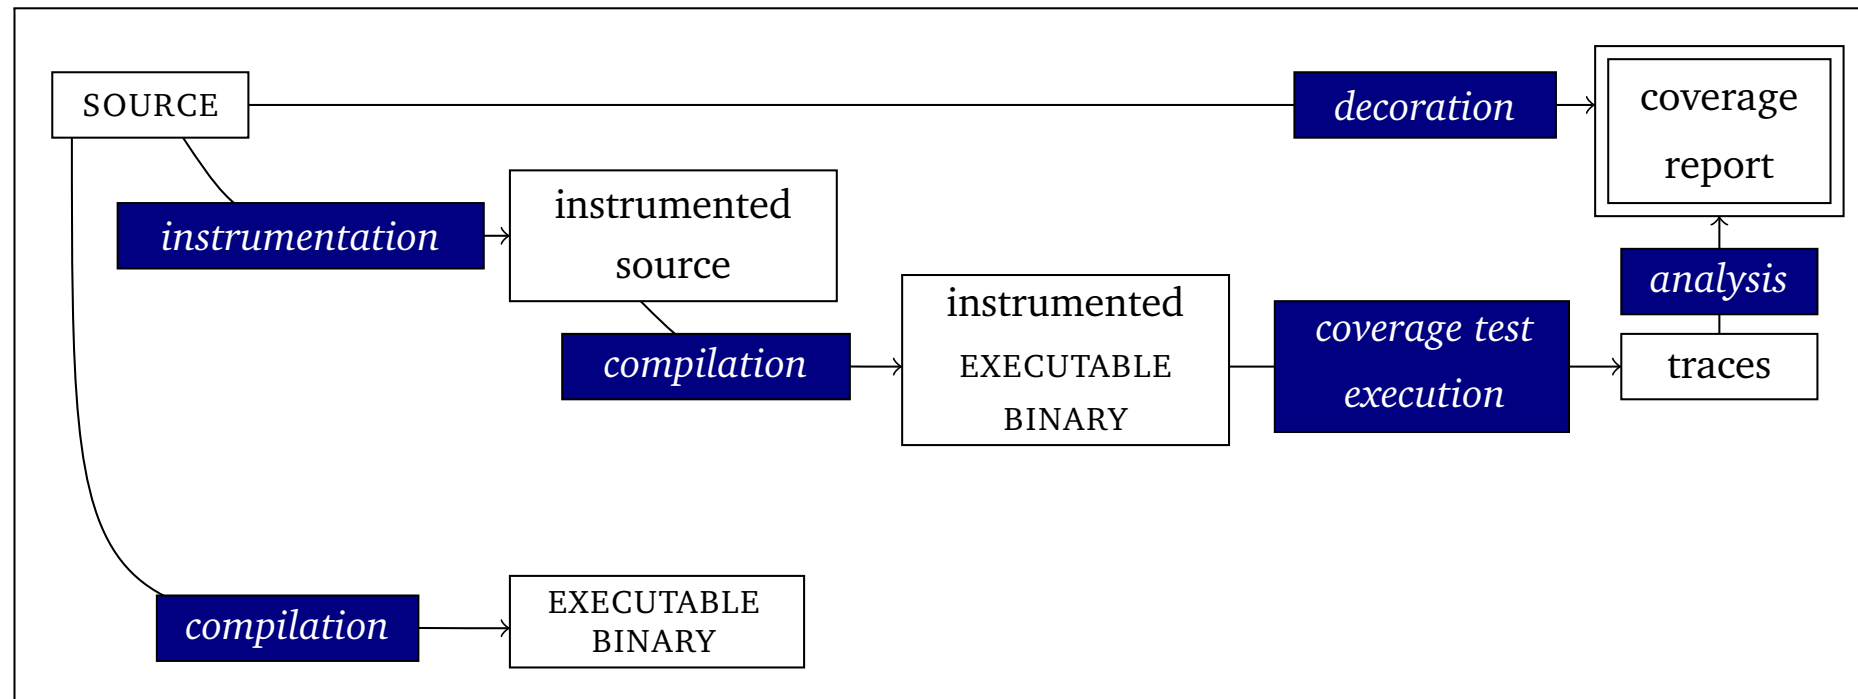 SOURCE
decoration
coverage
report
instrumentation
instrumented
source
analysis
compilation
instrumented
EXECUTABLE
BINARY
coverage test
execution
traces
compilation
EXECUTABLE
BINARY